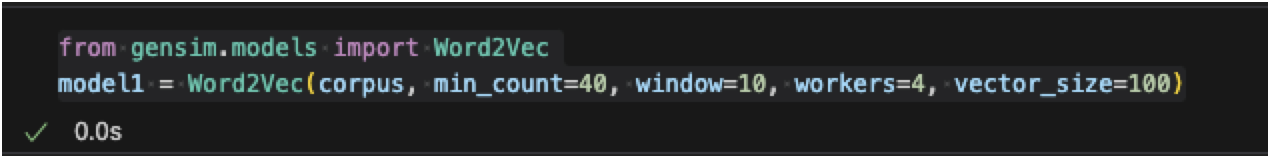 from gensim.models import Word2Vec
model1 = Word2Vec(corpus, min_count=40, window=10, workers=4, vector_size=100)
✓ 0.0s